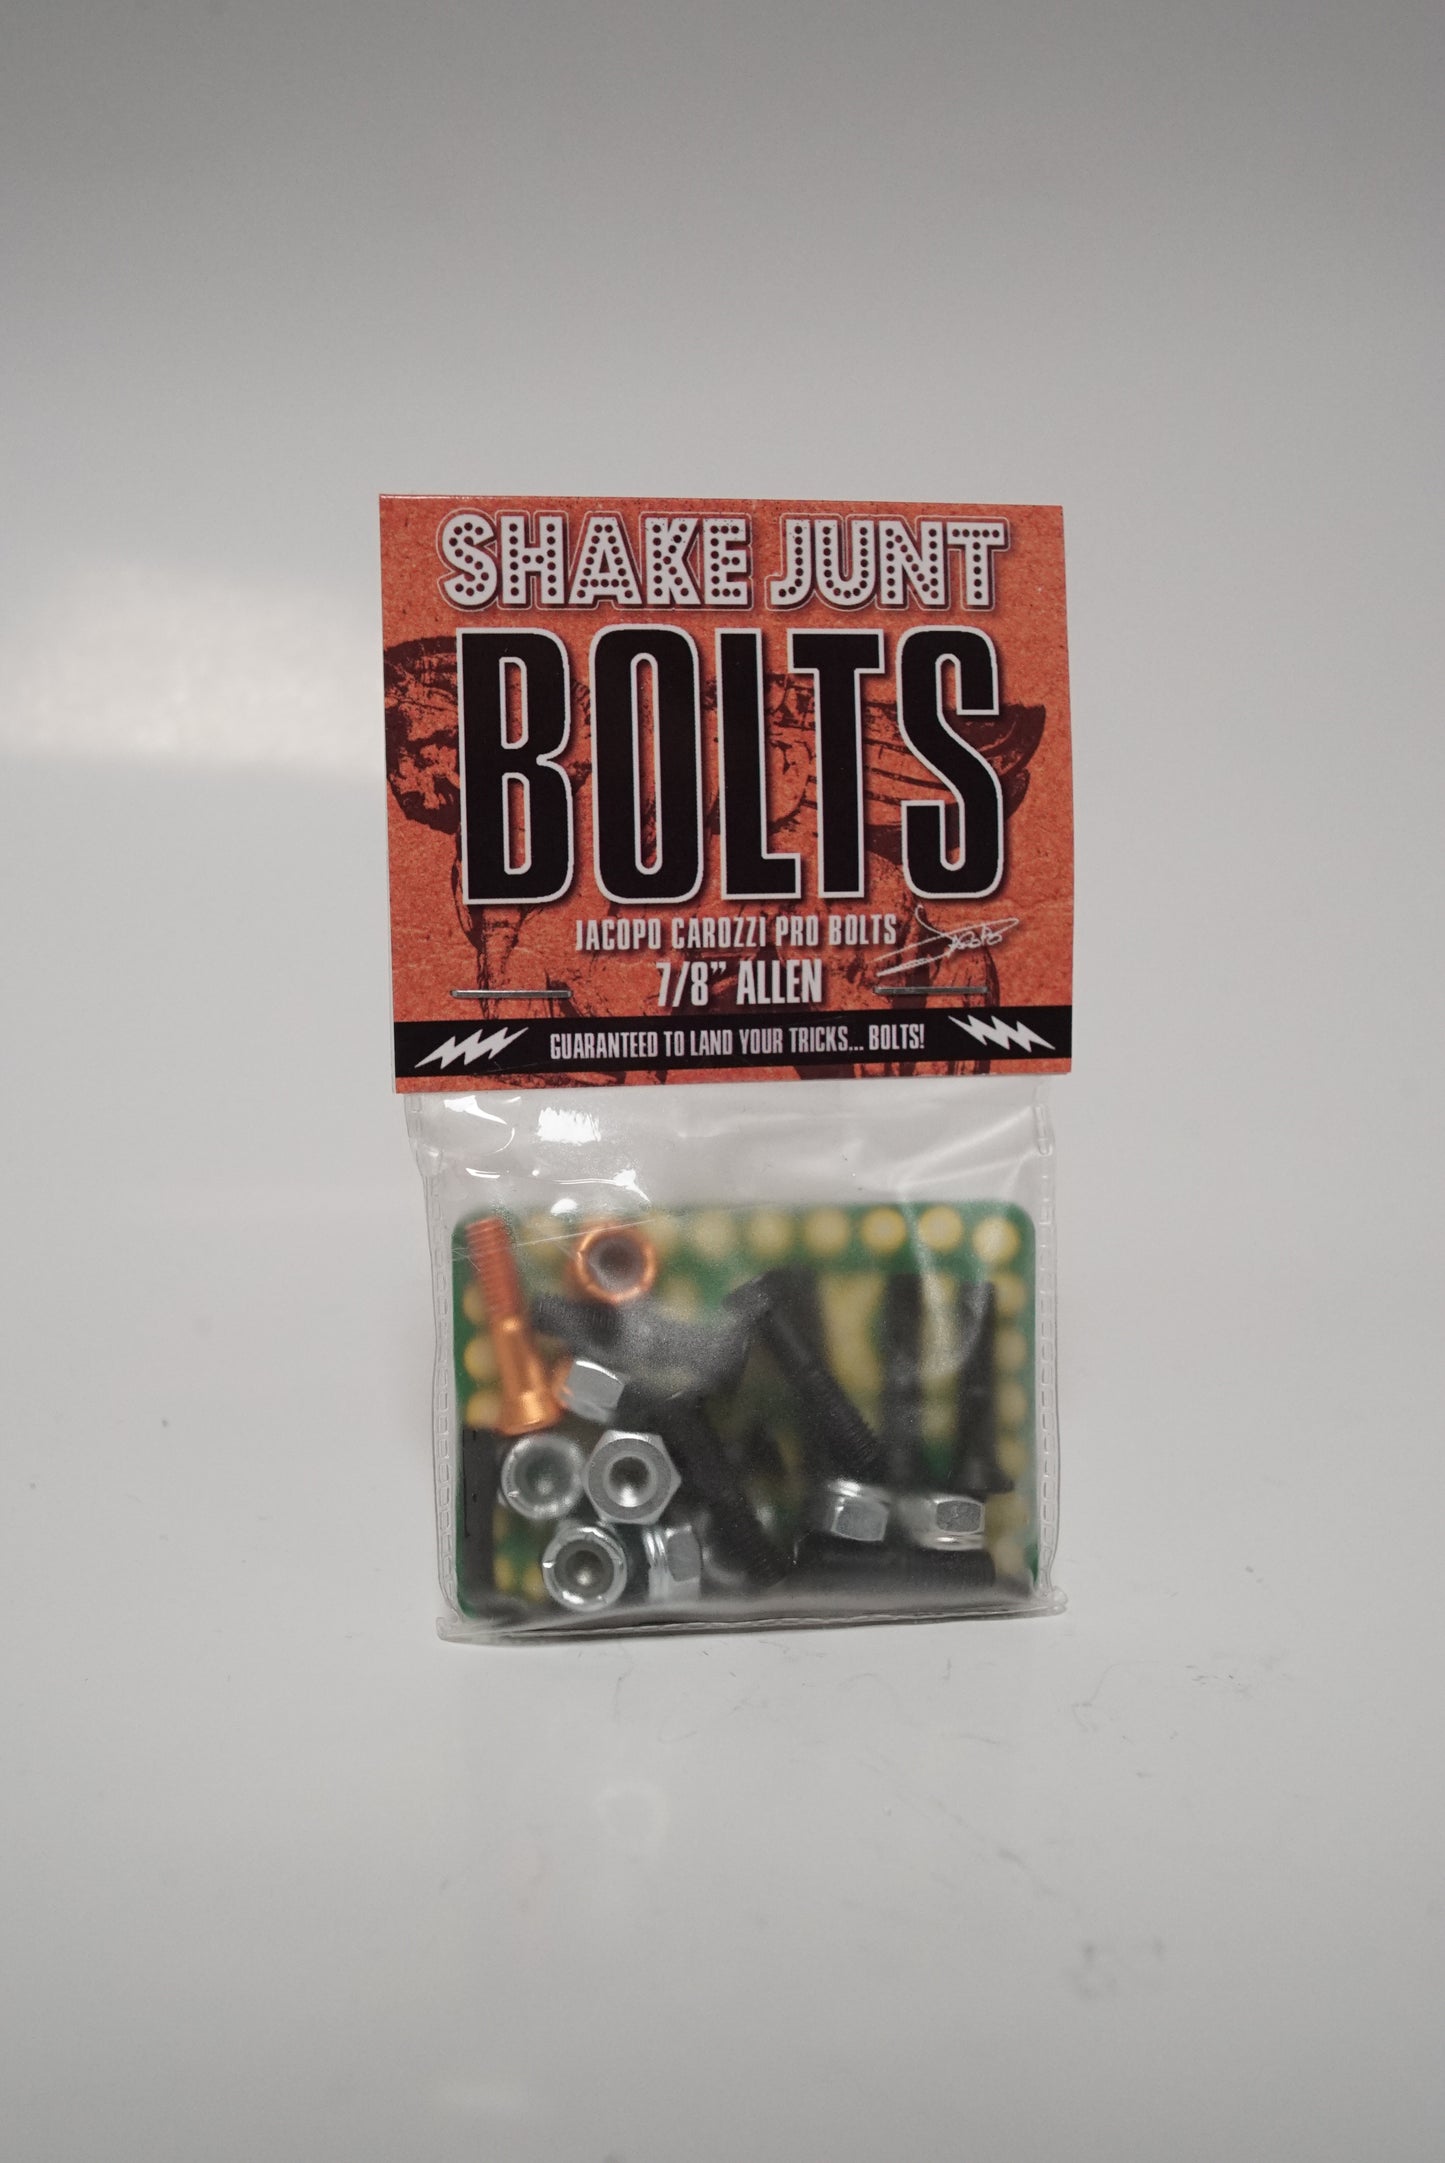 SHAKE JUNT
BOLTS
JACOPO CAROZZI PRO BOLTS
7/8” ALLEN
GUARANTEED TO LAND YOUR TRICKS... BOLTS!